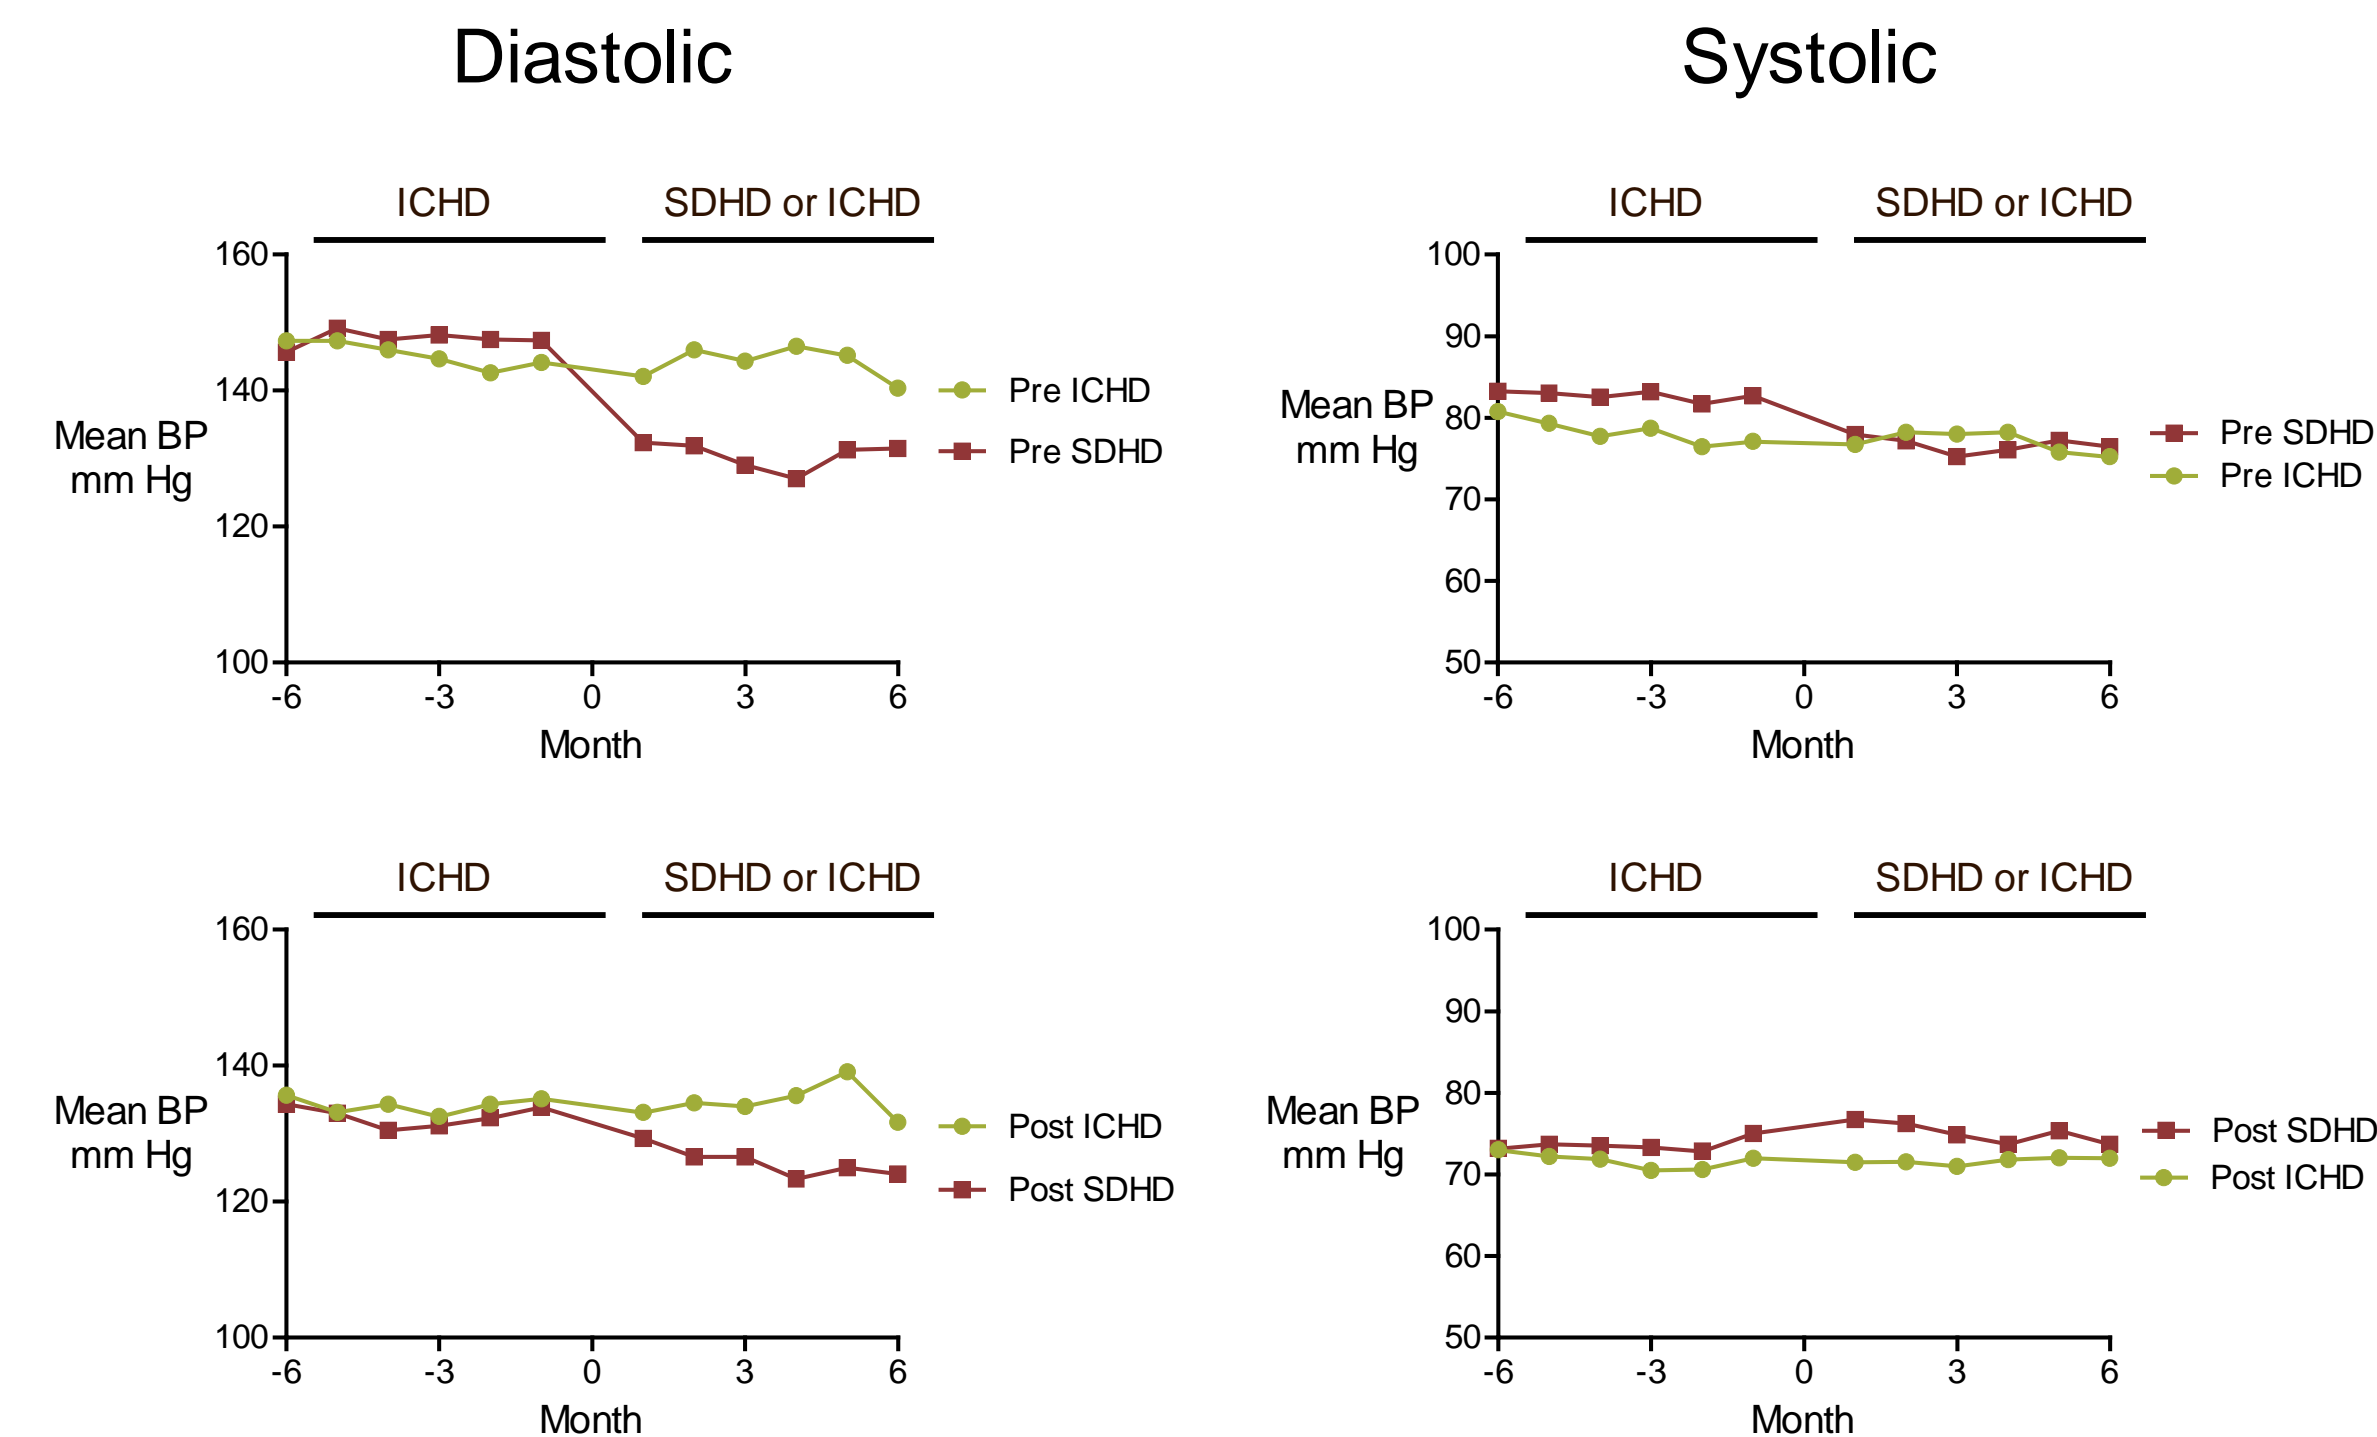 Diastolic
Systolic
ICHD
SDHD or ICHD
160
140
120
100
Mean BP
mm Hg
-6
-3
0
3
6
Month
Pre ICHD
Pre SDHD
ICHD
SDHD or ICHD
100
90
80
70
60
50
Mean BP
mm Hg
-6
-3
0
3
6
Month
Pre SDHD
Pre ICHD
ICHD
SDHD or ICHD
160
140
120
100
Mean BP
mm Hg
-6
-3
0
3
6
Month
Post ICHD
Post SDHD
ICHD
SDHD or ICHD
100
90
80
70
60
50
Mean BP
mm Hg
-6
-3
0
3
6
Month
Post SDHD
Post ICHD